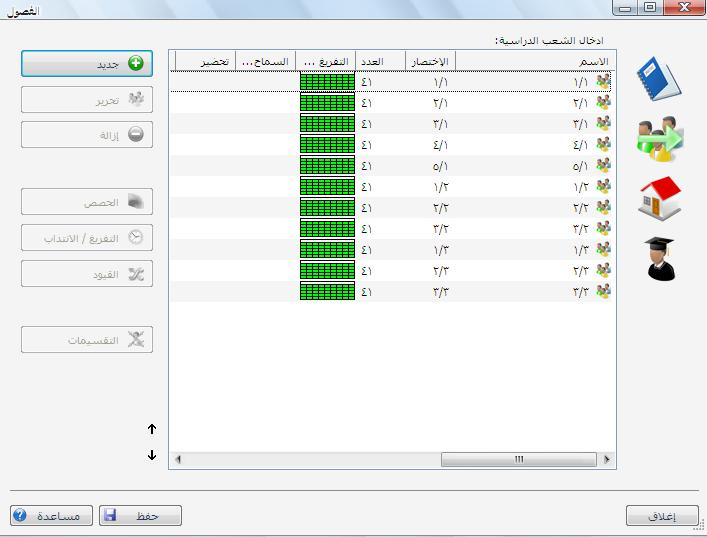 الفصول
ادخال الشعب الدراسية:
الاسم الإختصار العدد التفريغ ... السماح... تحضير
١/١ ١/١ ٤١
٢/١ ٢/١ ٤١
٣/١ ٣/١ ٤١
٤/١ ٤/١ ٤١
٥/١ ٥/١ ٤١
١/٢ ١/٢ ٤١
٢/٢ ٢/٢ ٤١
٣/٢ ٣/٢ ٤١
١/٣ ١/٣ ٤١
٢/٣ ٢/٣ ٤١
٣/٣ ٣/٣ ٤١
جديد
تحرير
إزالة
الحصص
التفريغ / الانتداب
القيود
التقسيمات
إغلاق
حفظ
مساعدة